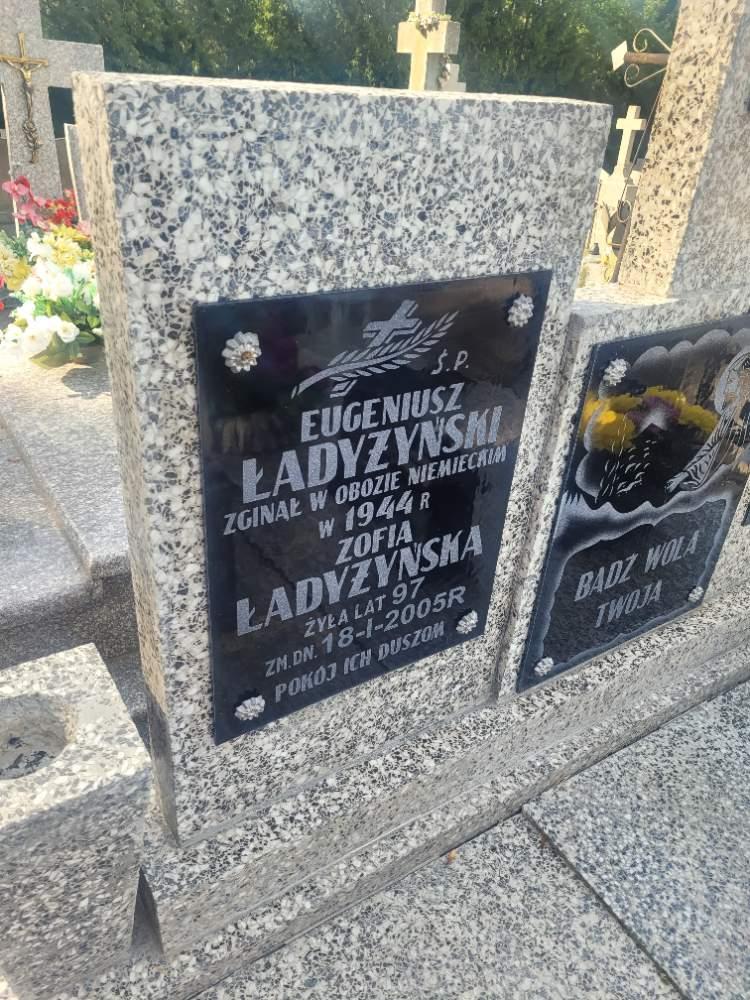 Ś.P.
EUGENIUSZ
ŁADYŻYŃSKI
ZGINĄŁ W OBOZIE NIEMIECKIM
W 1944 R
ZOFIA
ŁADYŻYŃSKA
ŻYŁA LAT 97
ZM.DN. 18-I-2005R
POKÓJ ICH DUSZOM
BĄDŹ WOLA
TWOJA